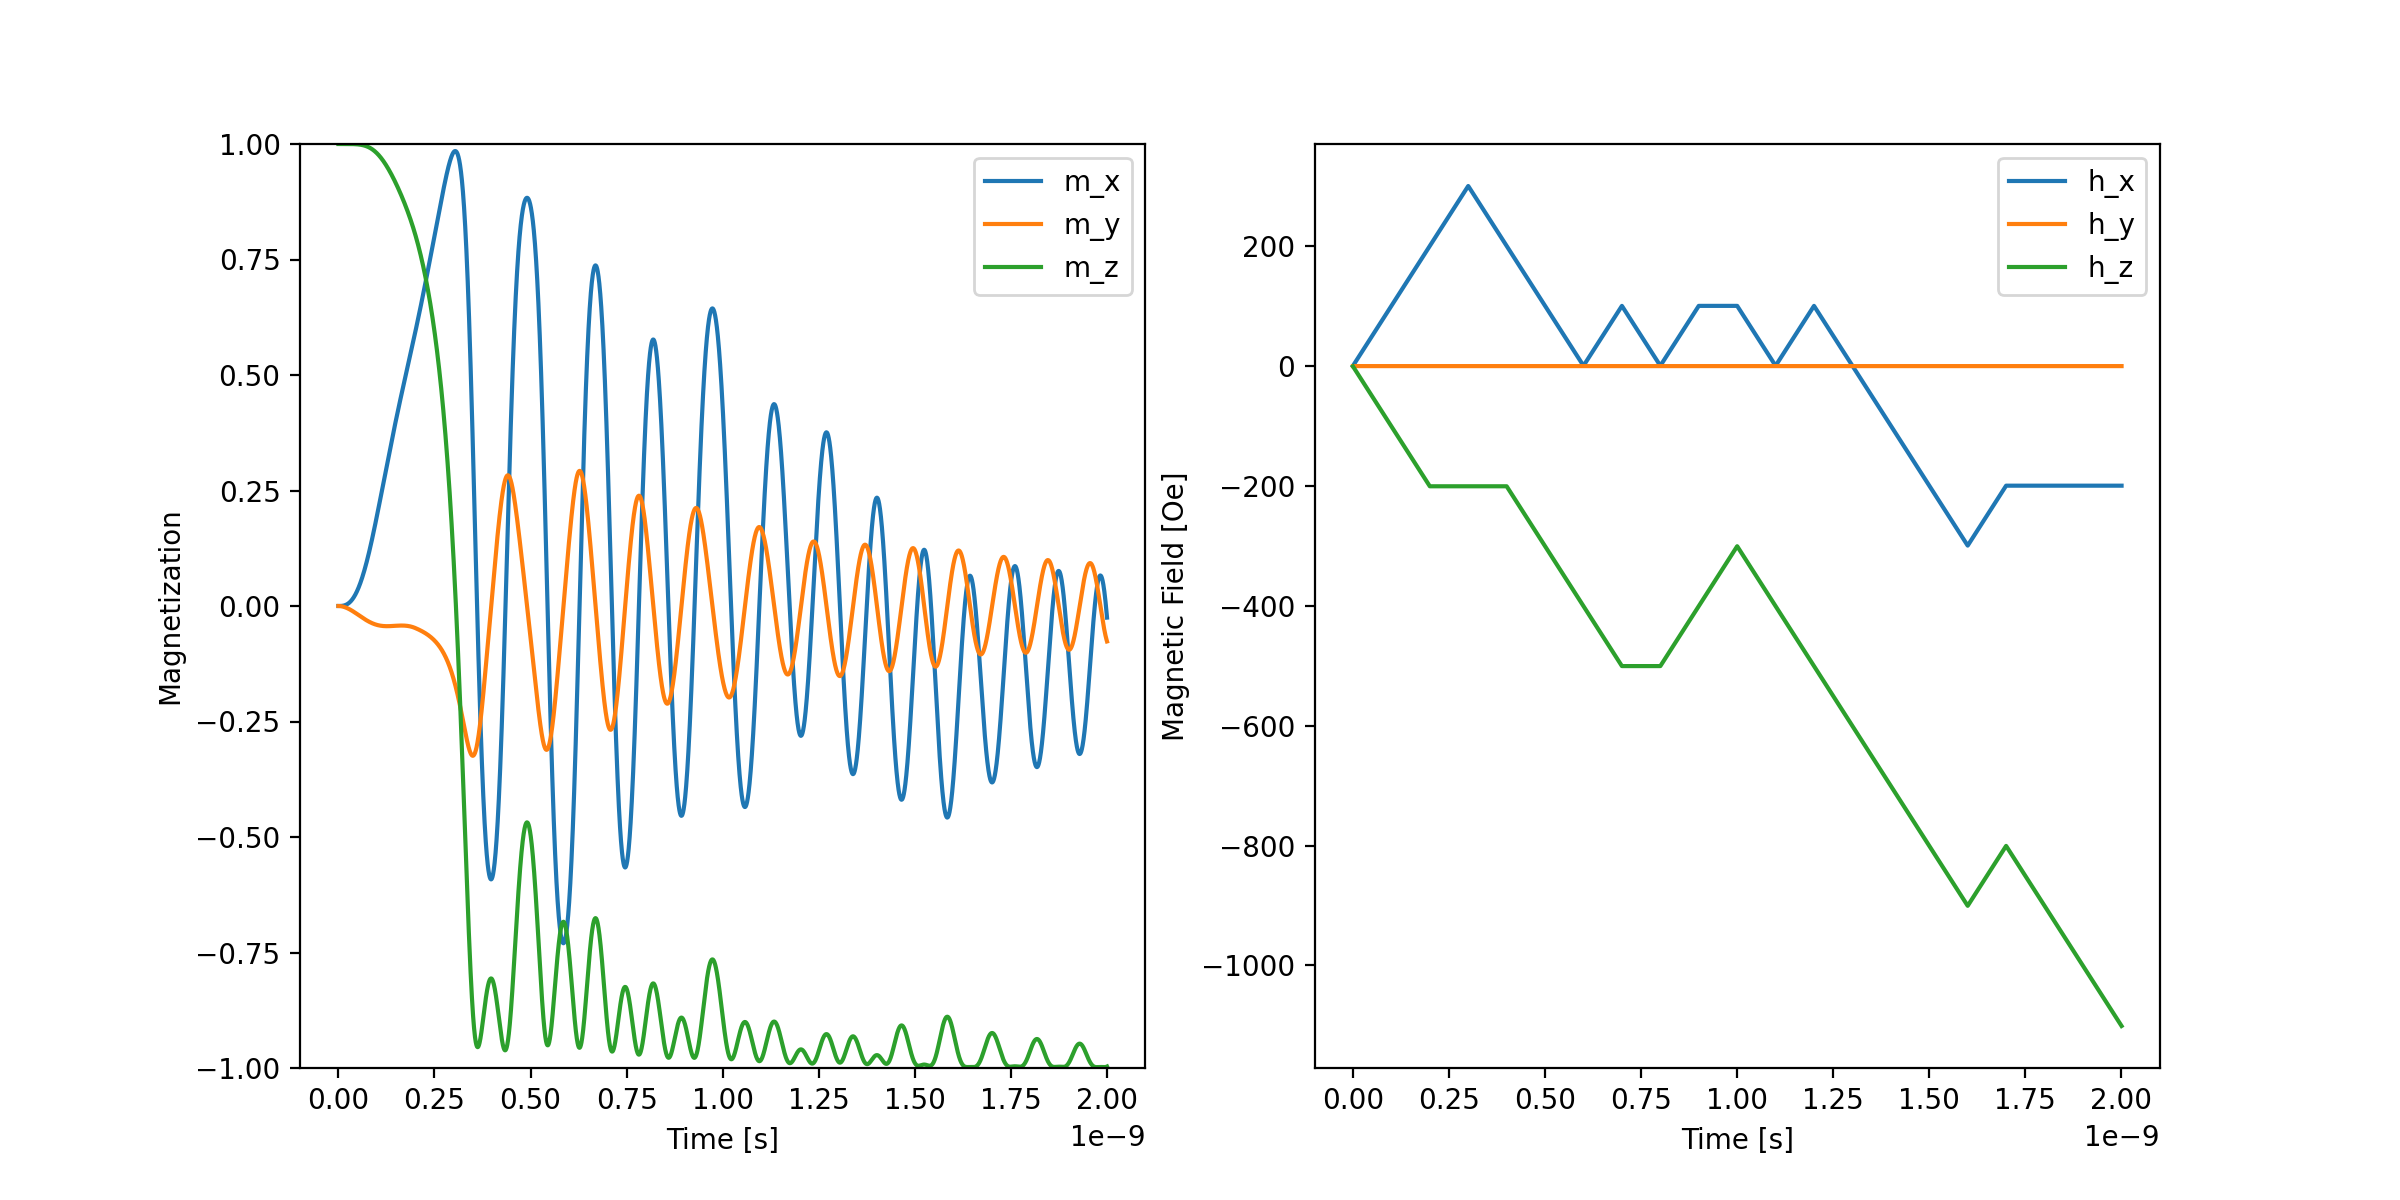 1.00
0.75
0.50
0.25
0.00
−0.25
−0.50
−0.75
−1.00
Magnetization
m_x
m_y
m_z
0.00 0.25 0.50 0.75 1.00 1.25 1.50 1.75 2.00
Time [s]
1e−9
200
0
−200
−400
−600
−800
−1000
Magnetic Field [Oe]
h_x
h_y
h_z
0.00 0.25 0.50 0.75 1.00 1.25 1.50 1.75 2.00
Time [s]
1e−9